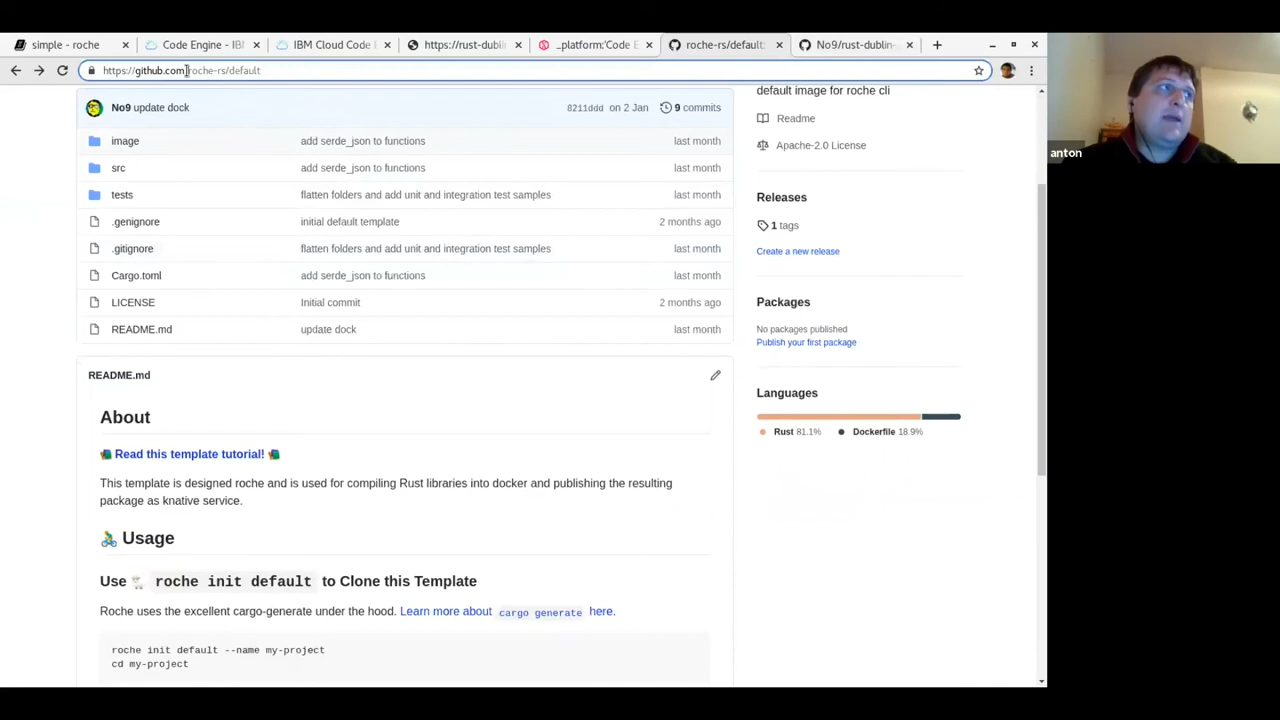 simple - roche
Code Engine - IBM
IBM Cloud Code
https://rust-dubli
_platform:'Code E
roche-rs/default:
No9/rust-dublin-
https://github.com/roche-rs/default
No9 update dock
8211ddd on 2 Jan
9 commits
image
add serde_json to functions
last month
src
add serde_json to functions
last month
tests
flatten folders and add unit and integration test samples
last month
.genignore
initial default template
2 months ago
.gitignore
flatten folders and add unit and integration test samples
last month
Cargo.toml
add serde_json to functions
last month
LICENSE
Initial commit
2 months ago
README.md
update dock
last month
README.md
About
Read this template tutorial!
This template is designed roche and is used for compiling Rust libraries into docker and publishing the resulting
package as knative service.
Usage
Use roche init default to Clone this Template
Roche uses the excellent cargo-generate under the hood. Learn more about cargo generate here.
roche init default --name my-project
cd my-project
default image for roche cli
Readme
Apache-2.0 License
Releases
1 tags
Create a new release
Packages
No packages published
Publish your first package
Languages
Rust 81.1%
Dockerfile 18.9%
anton